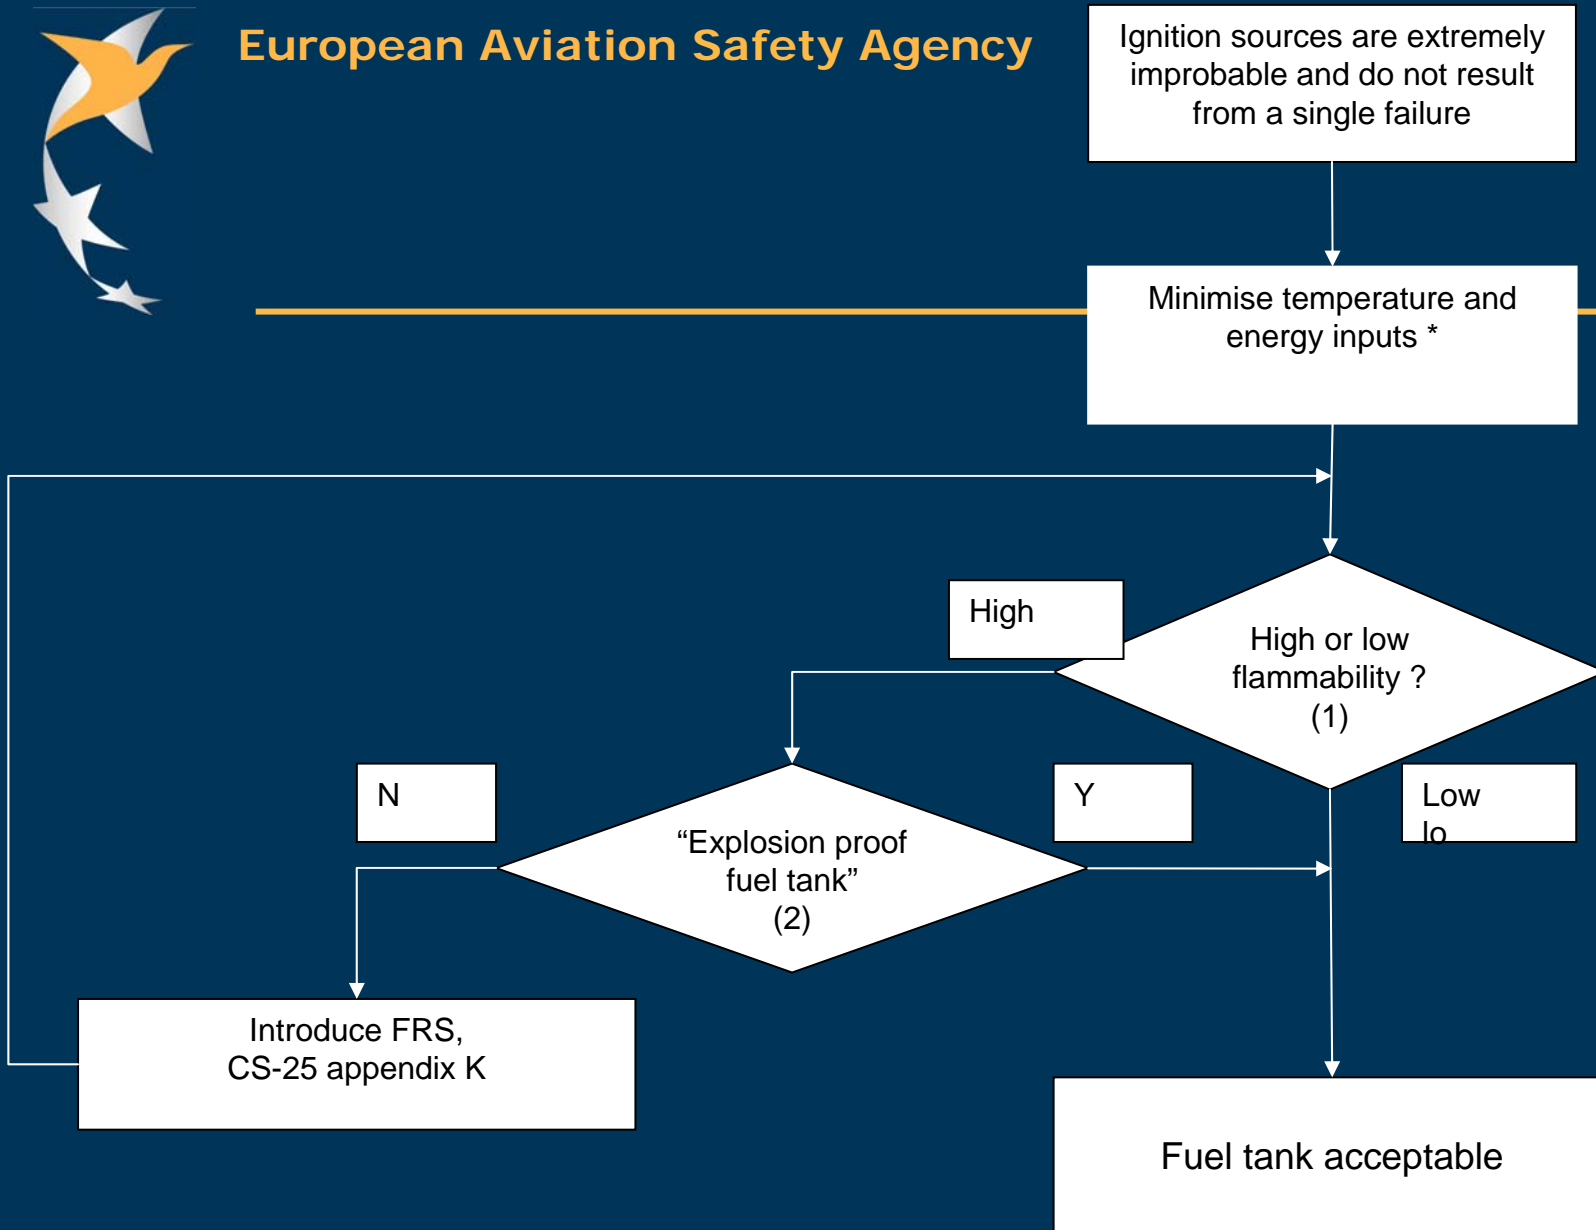 European Aviation Safety Agency
Ignition sources are extremely
improbable and do not result
from a single failure
Minimise temperature and
energy inputs *
High
High or low
flammability ?
(1)
N
Y
Low
lo
“Explosion proof
fuel tank”
(2)
Introduce FRS,
CS-25 appendix K
Fuel tank acceptable